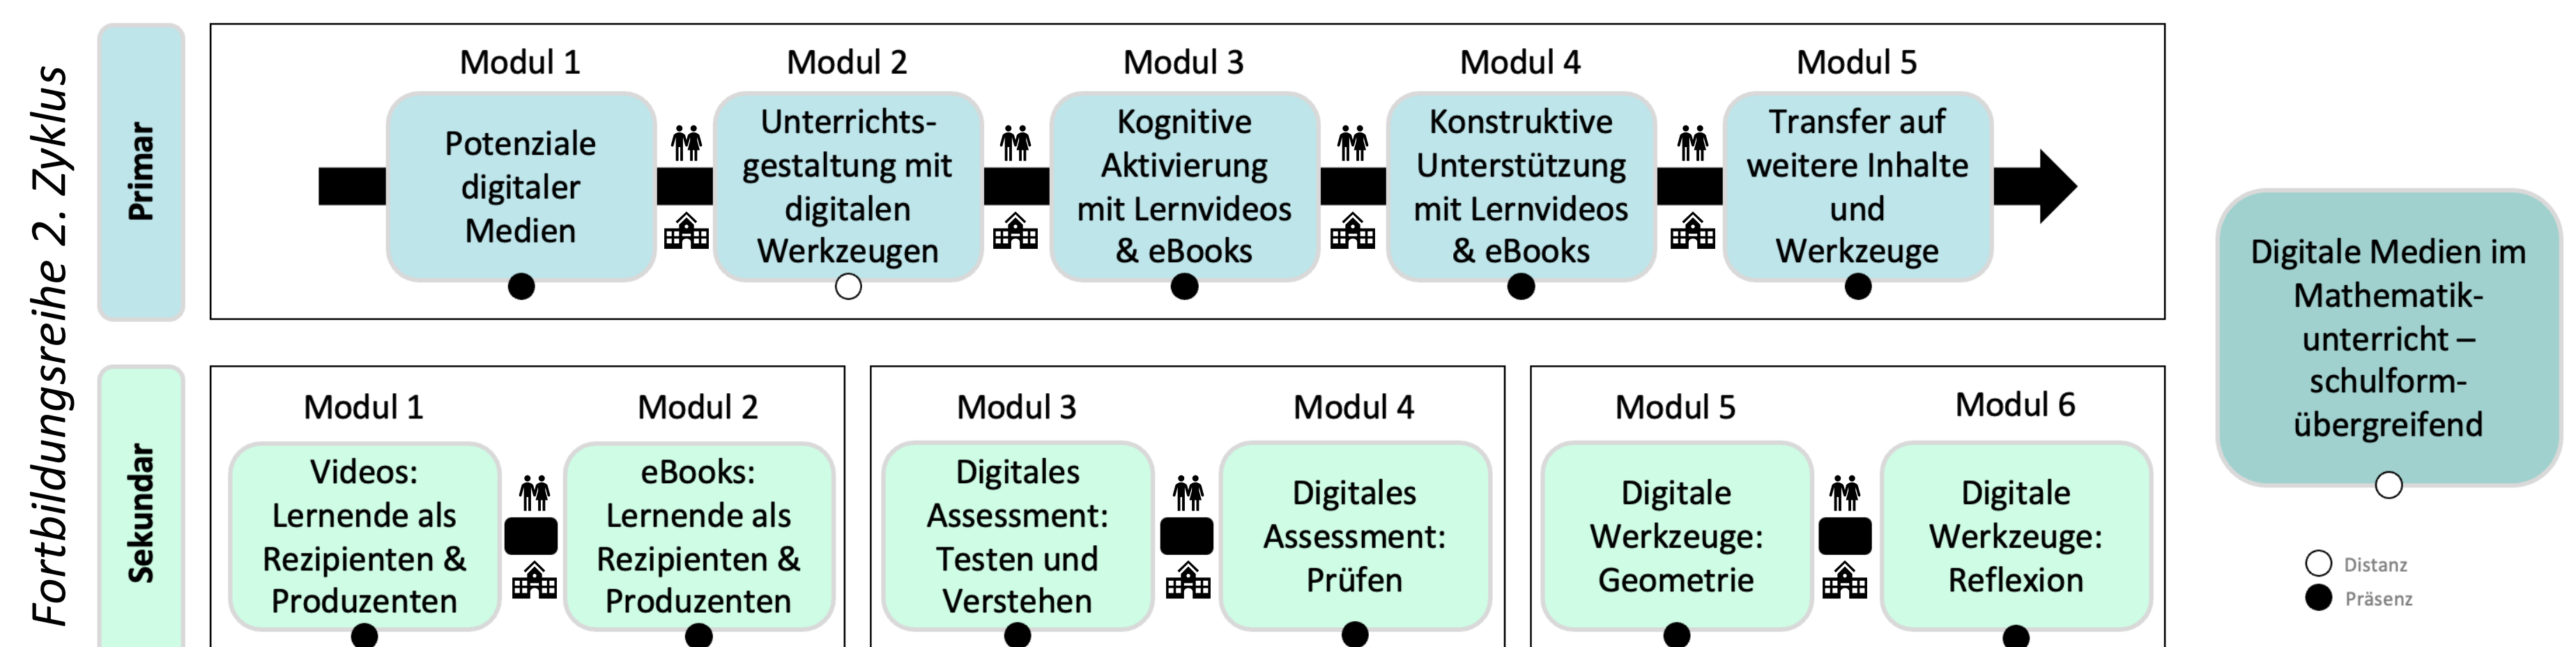 Fortbildungsreihe 2. Zyklus
Primar
Modul 1
Potenziale
digitaler
Medien
Modul 2
Unterrichts-
gestaltung mit
digitalen
Werkzeugen
Modul 3
Kognitive
Aktivierung
mit Lernvideos
& eBooks
Modul 4
Konstruktive
Unterstützung
mit Lernvideos
& eBooks
Modul 5
Transfer auf
weitere Inhalte
und
Werkzeuge
Sekundar
Modul 1
Videos:
Lernende als
Rezipienten &
Produzenten
Modul 2
eBooks:
Lernende als
Rezipienten &
Produzenten
Modul 3
Digitales
Assessment:
Testen und
Verstehen
Modul 4
Digitales
Assessment:
Prüfen
Modul 5
Digitale
Werkzeuge:
Geometrie
Modul 6
Digitale
Werkzeuge:
Reflexion
Digitale Medien im
Mathematik-
unterricht –
schulform-
übergreifend
Distanz
Präsenz